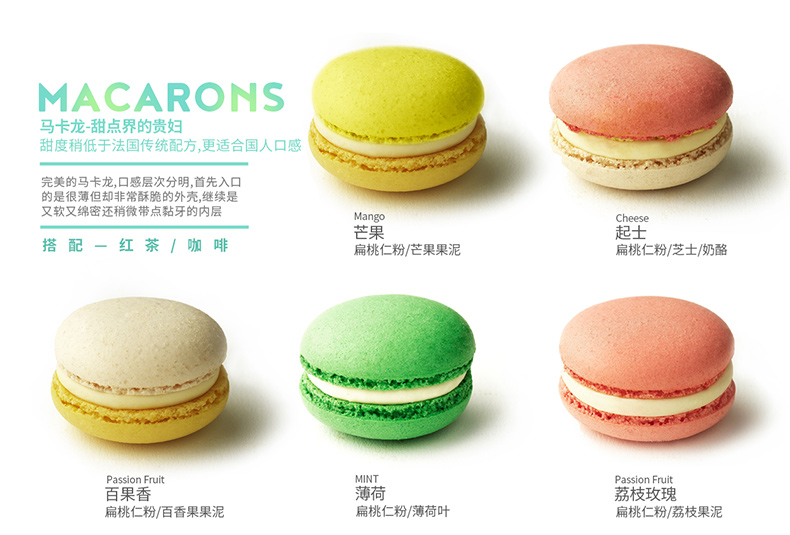 MACARONS
马卡龙-甜点界的贵妇
甜度稍低于法国传统配方,更适合国人口感
完美的马卡龙,口感层次分明,首先入口
的是很薄但却非常酥脆的外壳,继续是
又软又绵密还稍微带点黏牙的内层
搭配—红茶/咖啡
Mango
芒果
扁桃仁粉/芒果果泥
Cheese
起士
扁桃仁粉/芝士/奶酪
Passion Fruit
百果香
扁桃仁粉/百香果果泥
MINT
薄荷
扁桃仁粉/薄荷叶
Passion Fruit
荔枝玫瑰
扁桃仁粉/荔枝果泥